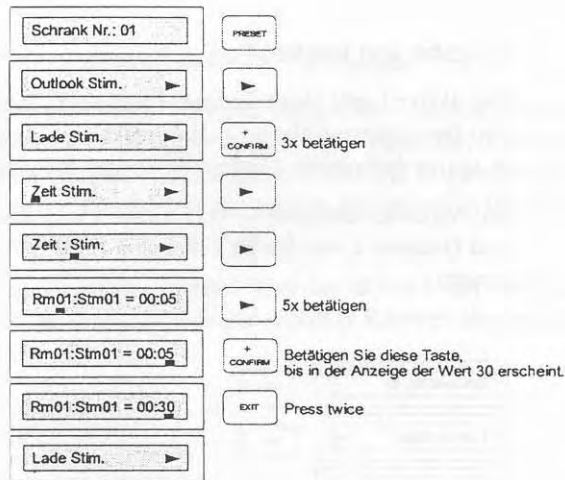 Schrank Nr.: 01
PRESET
Outlook Stim. ►
►
Lade Stim.
+
CONFIRM
3x betätigen
Zeit Stim. ►
►
Zeit : Stim. ►
►
Rm01:Stm01 = 00:05
► 5x betätigen
Rm01:Stm01 = 00:05
+
CONFIRM
Betätigen Sie diese Taste,
bis in der Anzeige der Wert 30 erscheint.
Rm01:Stm01 = 00:30
EXIT
Press twice
Lade Stim. ►